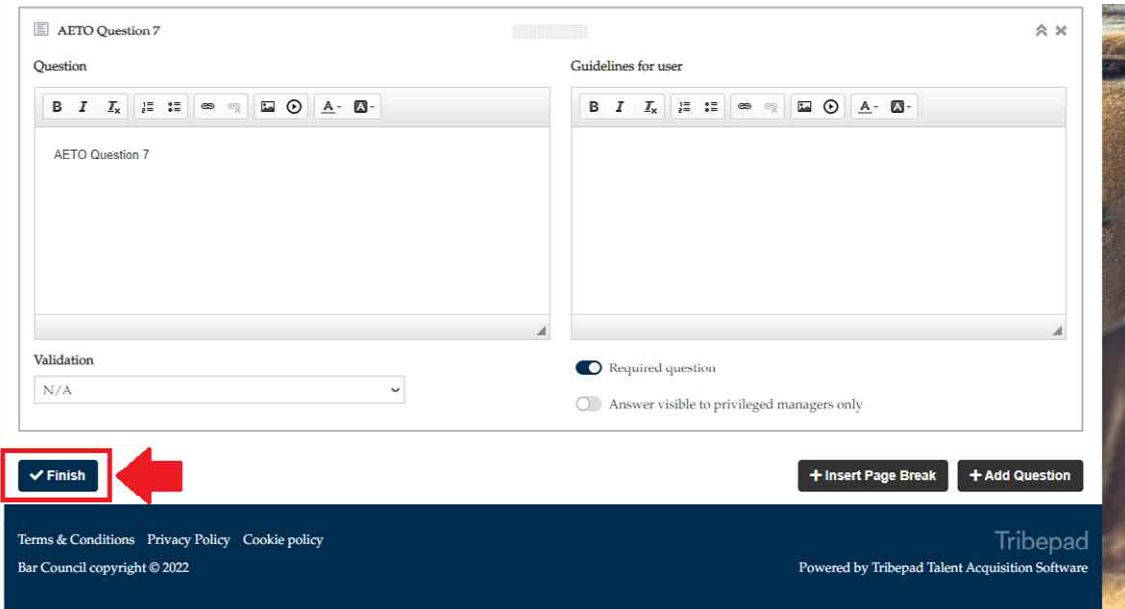 AETO Question 7
Question
Guidelines for user
B I Tx A A
B I Tx A A
AETO Question 7
Validation
N/A
Required question
Answer visible to privileged managers only
Finish
+ Insert Page Break
+ Add Question
Terms & Conditions Privacy Policy Cookie policy
Tribepad
Bar Council copyright © 2022
Powered by Tribepad Talent Acquisition Software